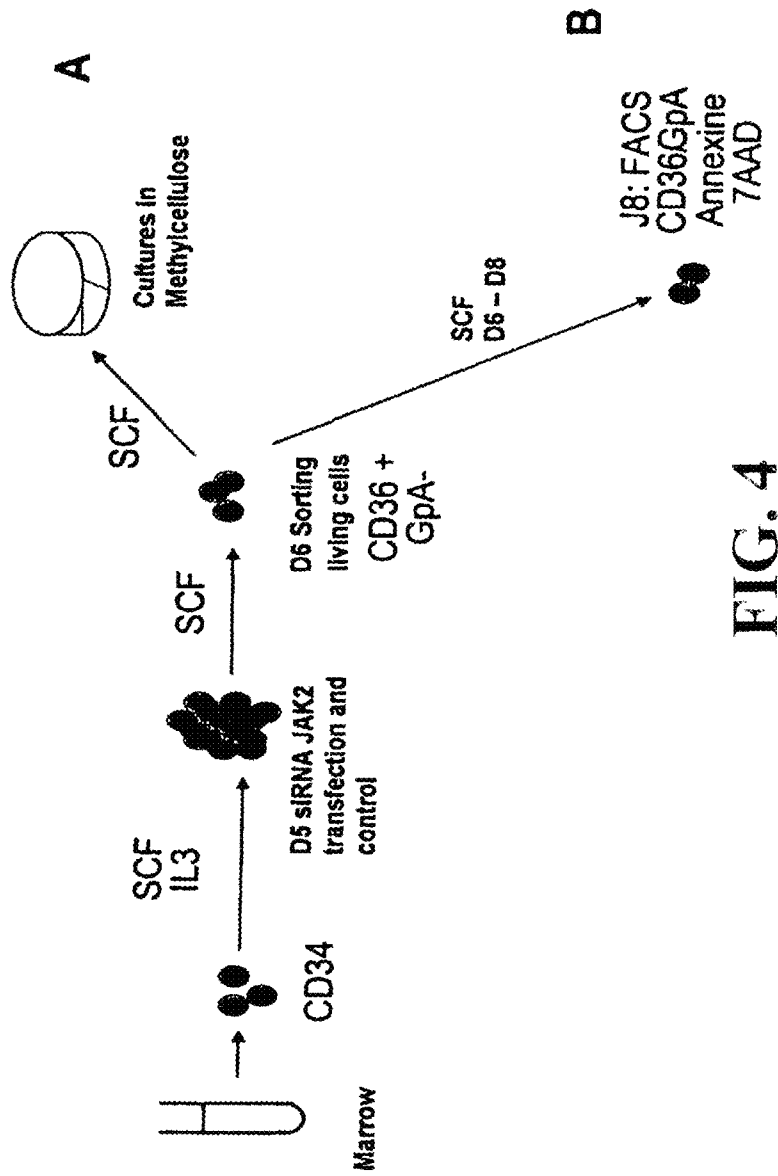 Marrow
CD34
SCF
IL3
D5 siRNA JAK2
transfection and
control
SCF
D6 Sorting
living cells
CD36 +
GpA-
SCF
Cultures in
Methylcellulose
A
SCF
D6 – D8
J8: FACS
CD36GpA
Annexine
7AAD
B
FIG. 4